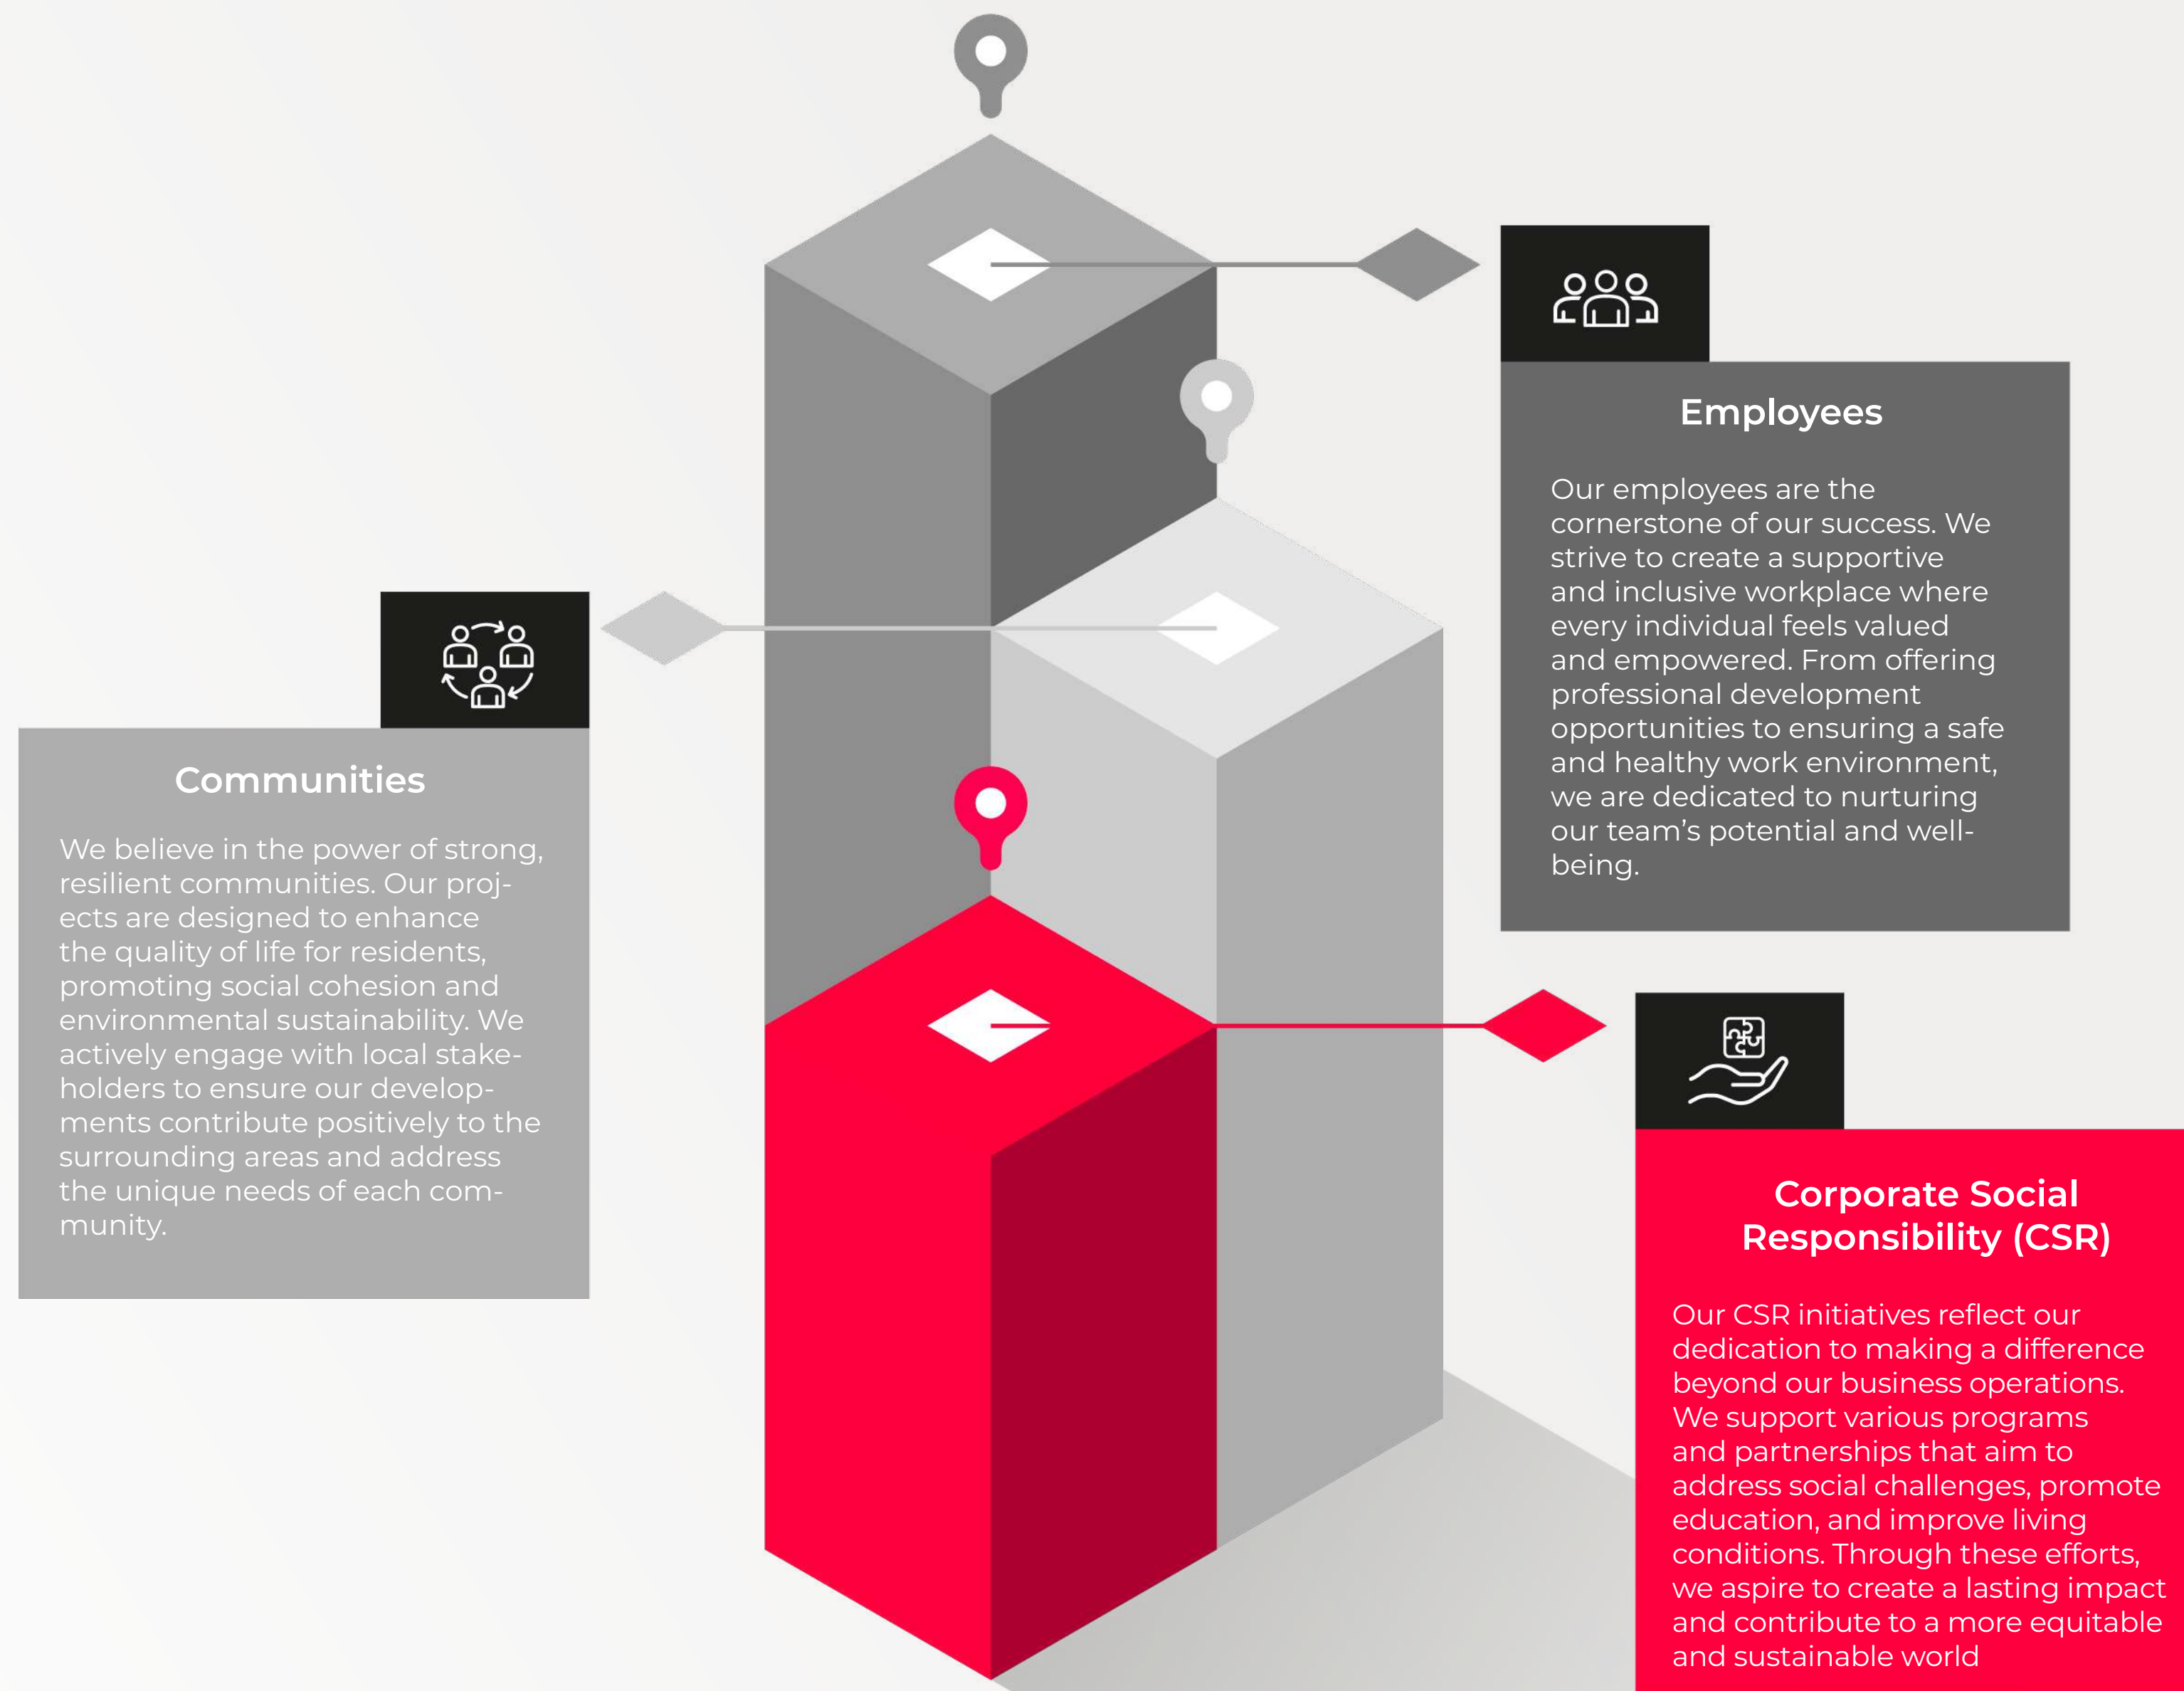 Employees
Our employees are the
cornerstone of our success. We
strive to create a supportive
and inclusive workplace where
every individual feels valued
and empowered. From offering
professional development
opportunities to ensuring a safe
and healthy work environment,
we are dedicated to nurturing
our team’s potential and well-
being.
Communities
We believe in the power of strong,
resilient communities. Our proj-
ects are designed to enhance
the quality of life for residents,
promoting social cohesion and
environmental sustainability. We
actively engage with local stake-
holders to ensure our develop-
ments contribute positively to the
surrounding areas and address
the unique needs of each com-
munity.
Corporate Social
Responsibility (CSR)
Our CSR initiatives reflect our
dedication to making a difference
beyond our business operations.
We support various programs
and partnerships that aim to
address social challenges, promote
education, and improve living
conditions. Through these efforts,
we aspire to create a lasting impact
and contribute to a more equitable
and sustainable world